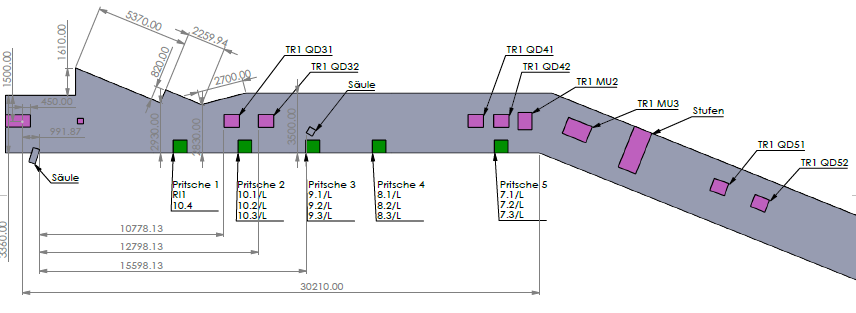 5370.00
2259.94
1610.00
820.00
2700.00
1500.00
450.00
991.87
2930.00
2830.00
3500.00
3360.00
TR1 QD31
TR1 QD32
Säule
TR1 QD41
TR1 QD42
TR1 MU2
TR1 MU3
Stufen
TR1 QD51
TR1 QD52
Säule
Pritsche 1
RI1
10.4
Pritsche 2
10.1/L
10.2/L
10.3/L
Pritsche 3
9.1/L
9.2/L
9.3/L
Pritsche 4
8.1/L
8.2/L
8.3/L
Pritsche 5
7.1/L
7.2/L
7.3/L
10778.13
12798.13
15598.13
30210.00